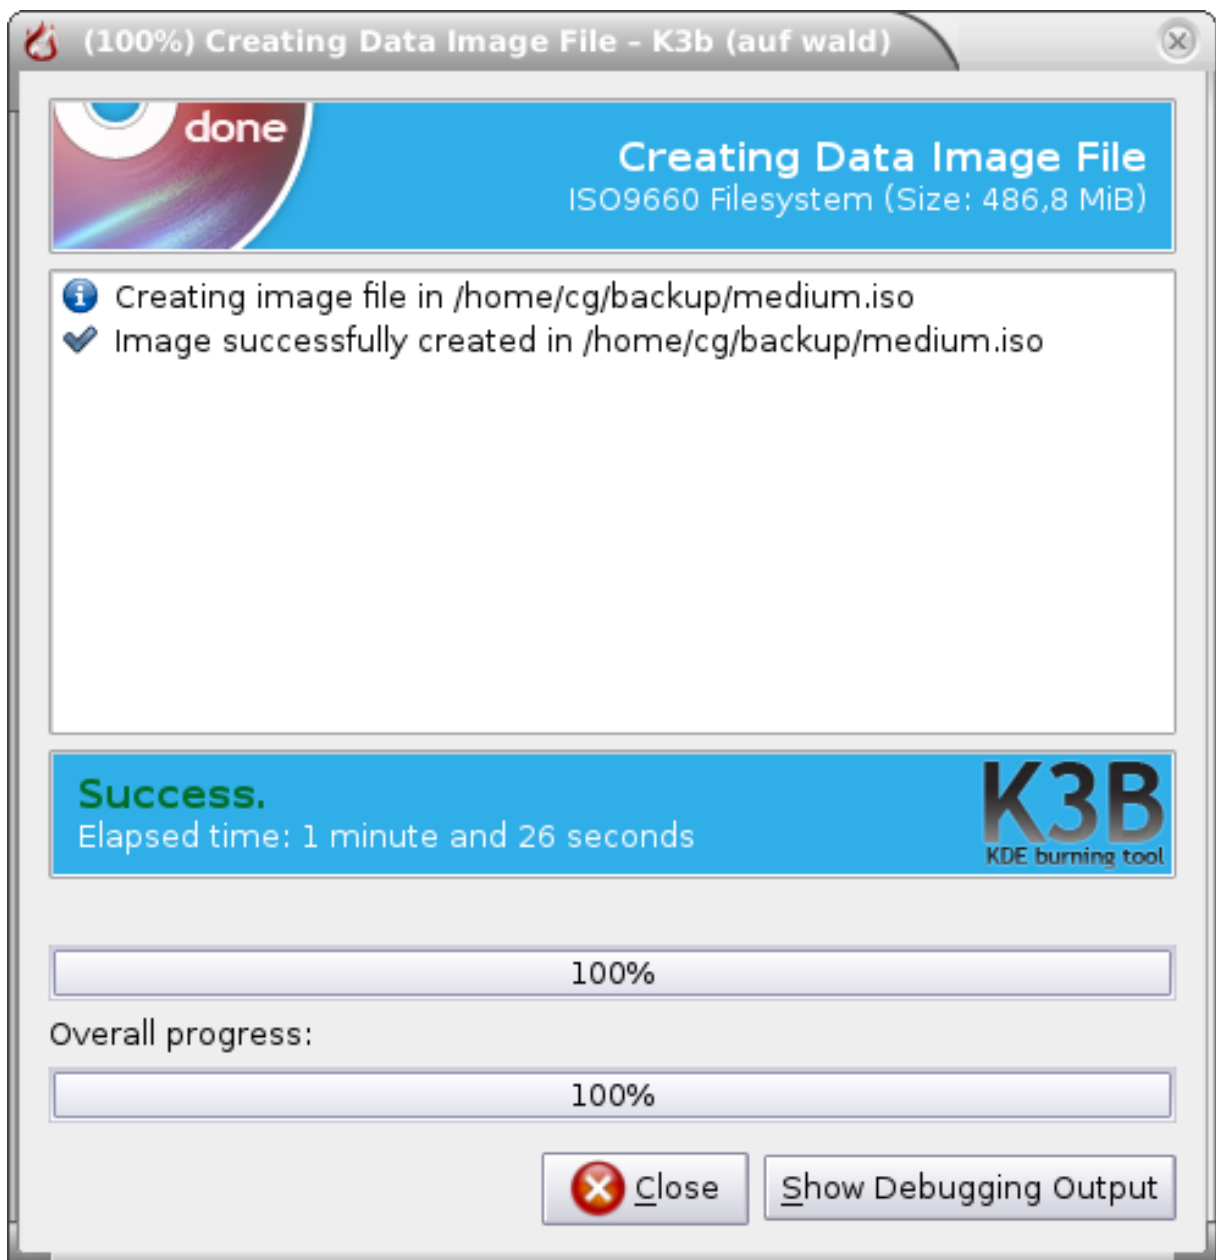 (100%) Creating Data Image File – K3b (auf wald)
done
Creating Data Image File
ISO9660 Filesystem (Size: 486,8 MiB)
Creating image file in /home/cg/backup/medium.iso
Image successfully created in /home/cg/backup/medium.iso
Success.
Elapsed time: 1 minute and 26 seconds
K3B
KDE burning tool
100%
Overall progress:
100%
Close
Show Debugging Output